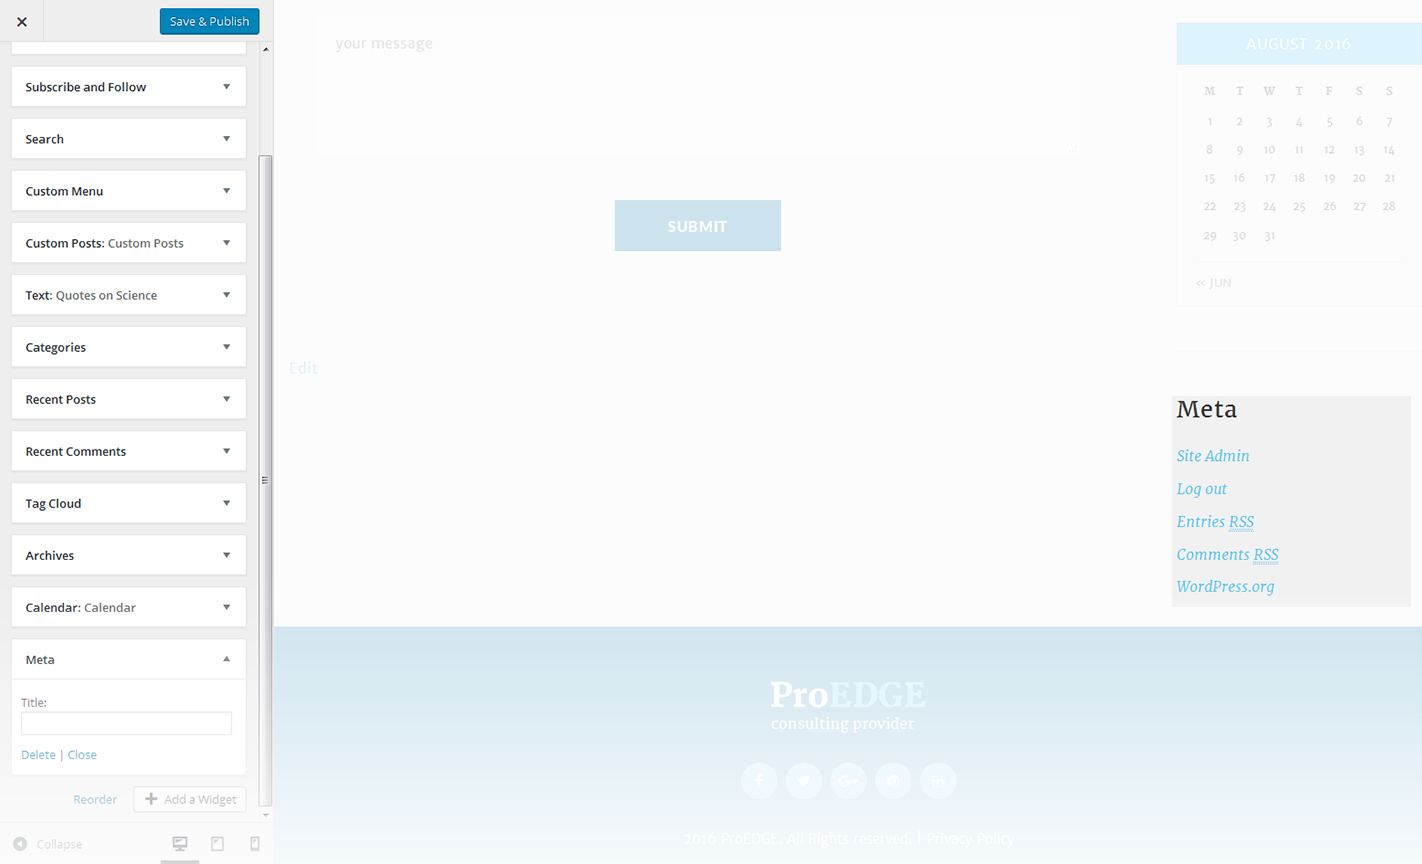 Save & Publish
Subscribe and Follow
Search
Custom Menu
Custom Posts: Custom Posts
Text: Quotes on Science
Categories
Recent Posts
Recent Comments
Tag Cloud
Archives
Calendar: Calendar
Meta
Title:
Delete | Close
Reorder
Add a Widget
Collapse
your message
SUBMIT
Edit
AUGUST 2016
M T W T F S S
1 2 3 4 5 6 7
8 9 10 11 12 13 14
15 16 17 18 19 20 21
22 23 24 25 26 27 28
29 30 31
« JUN
Meta
Site Admin
Log out
Entries RSS
Comments RSS
WordPress.org
ProEDGE
consulting provider
2016 ProEDGE. All Rights reserved. | Privacy Policy